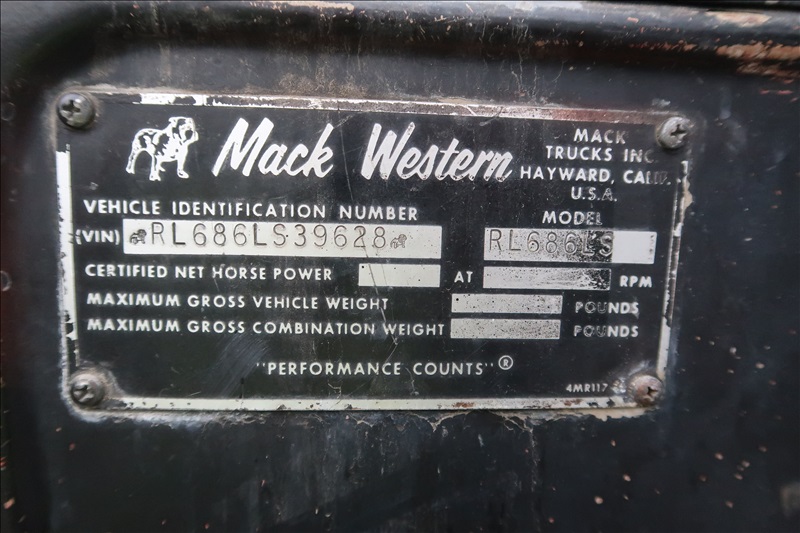 Mack Western
MACK
TRUCKS INC
HAYWARD, CALIF.
U.S.A.
VEHICLE IDENTIFICATION NUMBER
MODEL
(VIN) RL686LS39628
RL686LS
CERTIFIED NET HORSE POWER AT RPM
MAXIMUM GROSS VEHICLE WEIGHT POUNDS
MAXIMUM GROSS COMBINATION WEIGHT POUNDS
"PERFORMANCE COUNTS"®
4MR117